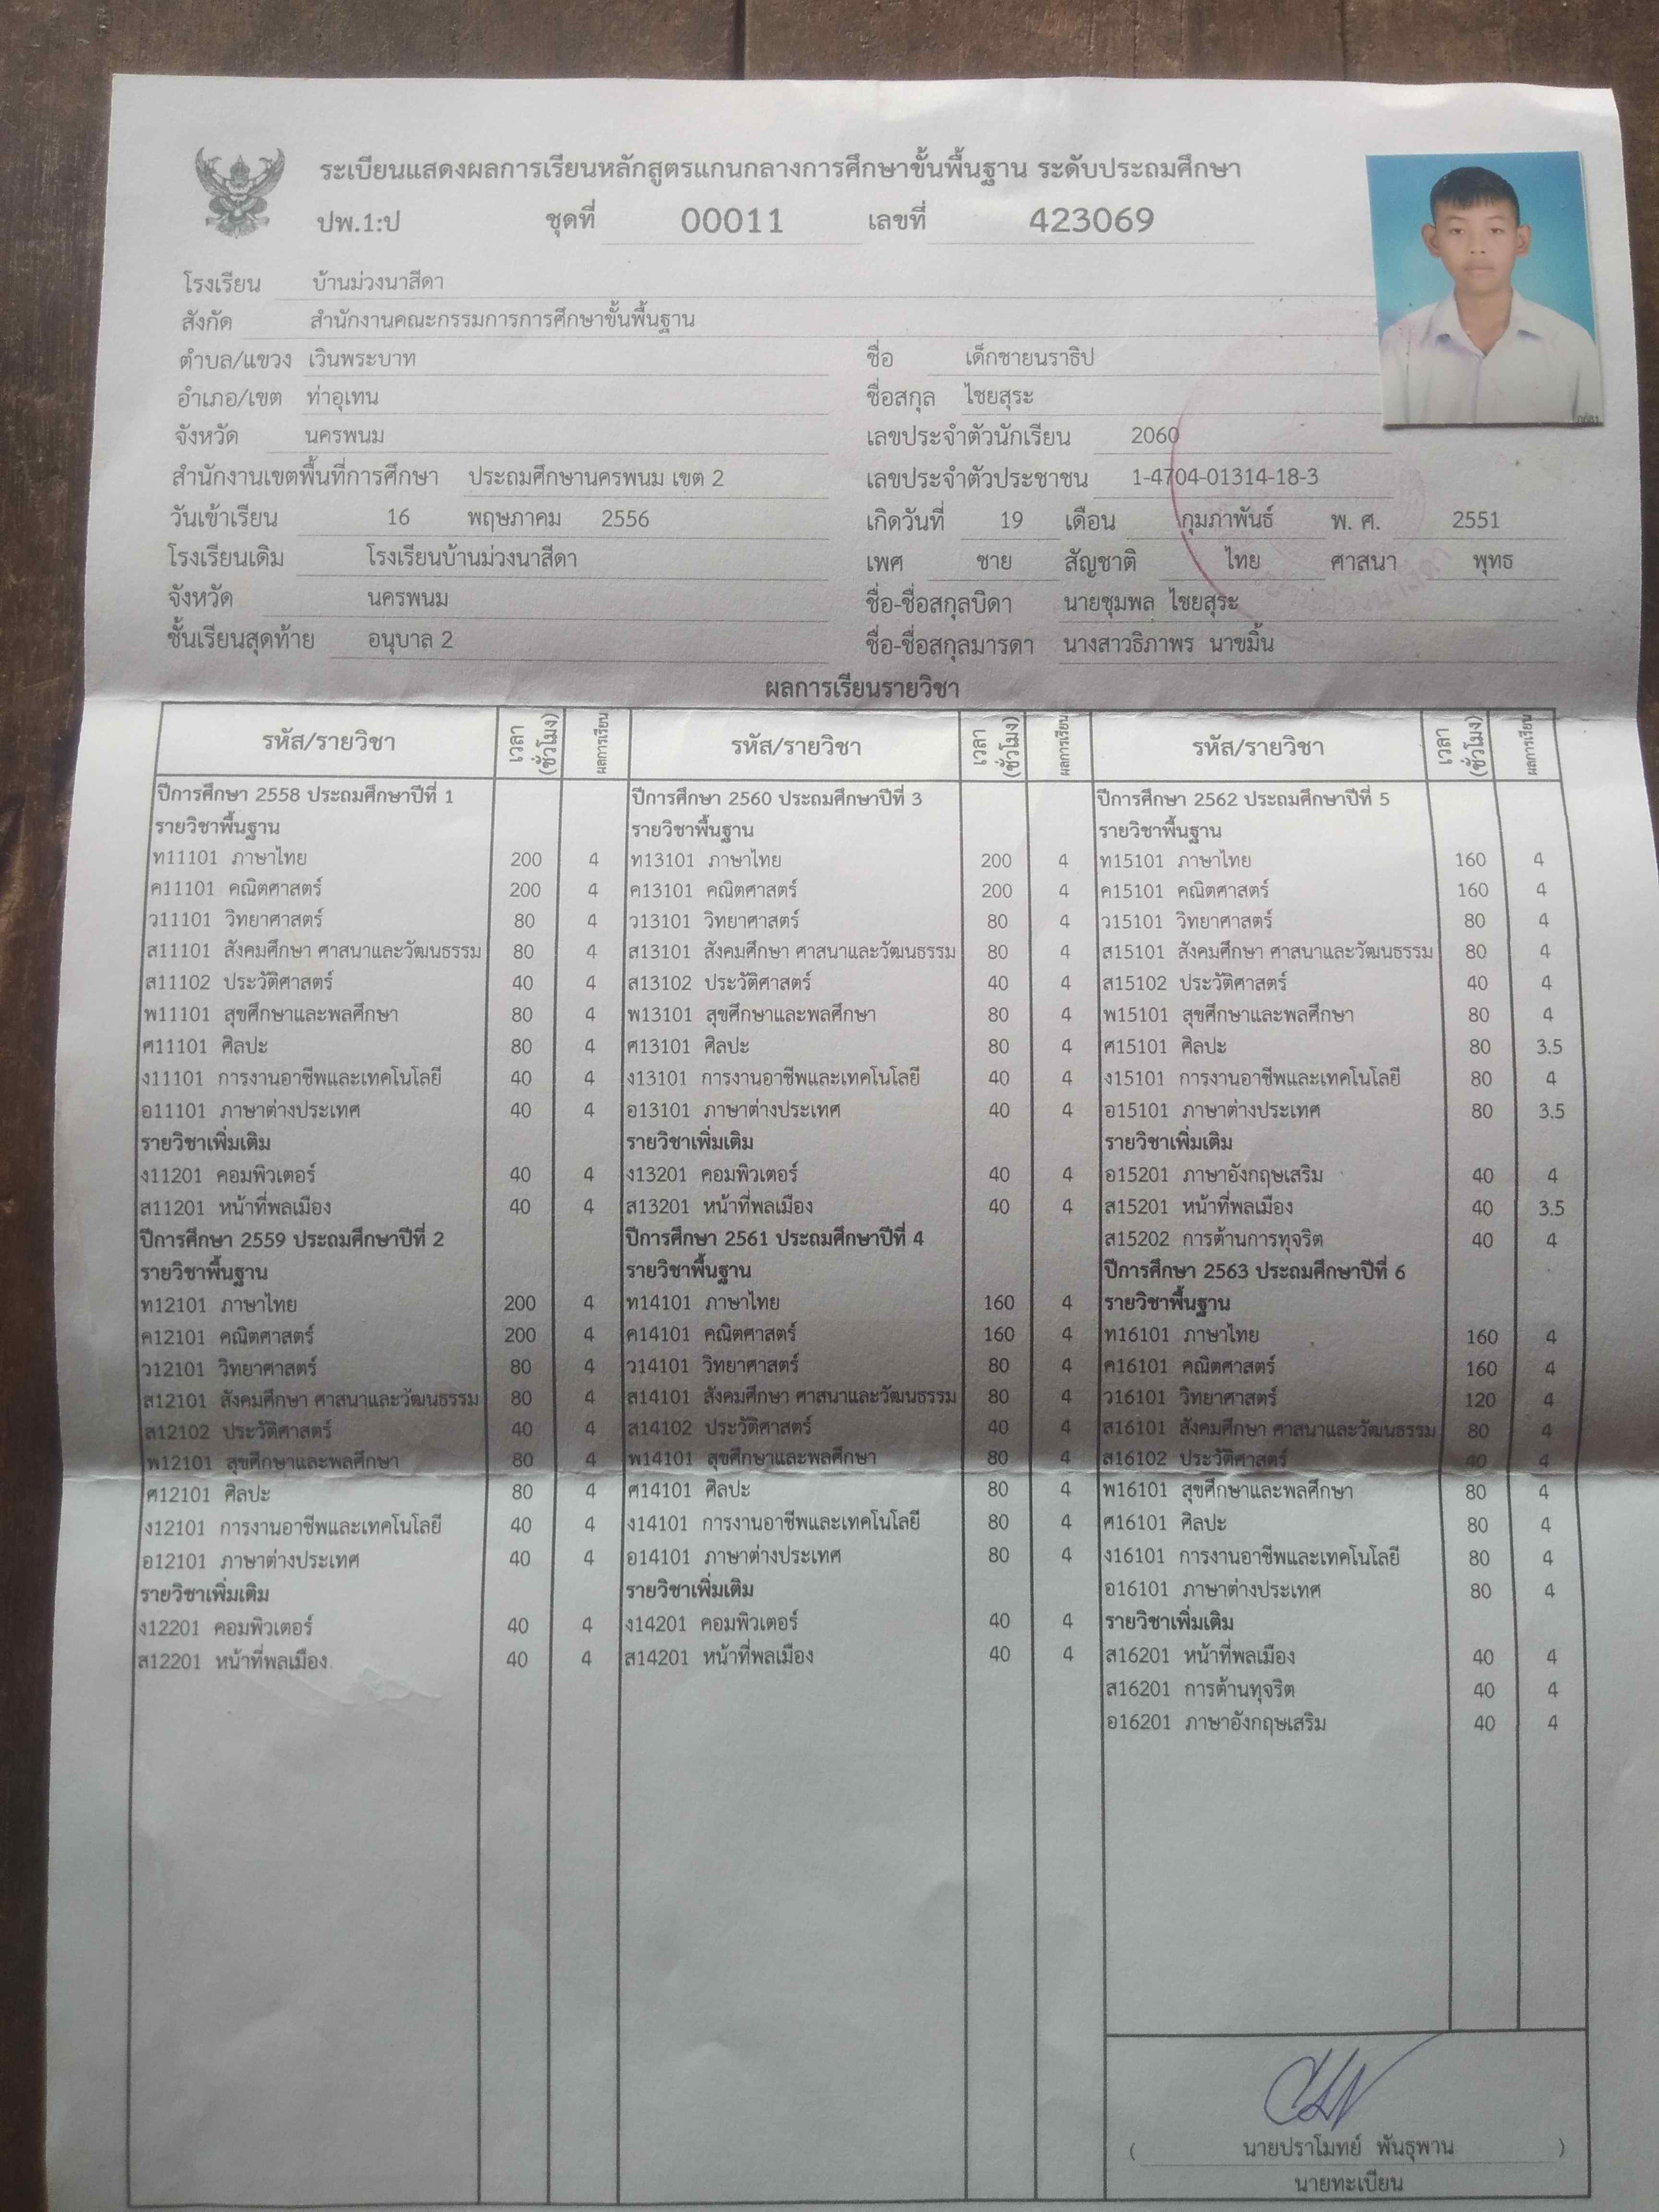 ระเบียนแสดงผลการเรียนหลักสูตรแกนกลางการศึกษาขั้นพื้นฐาน ระดับประถมศึกษา
ปพ.1:ป ชุดที่ 00011 เลขที่ 423069
โรงเรียน บ้านม่วงนาสีดา
สังกัด สำนักงานคณะกรรมการการศึกษาขั้นพื้นฐาน
ตำบล/แขวง เวินพระบาท
อำเภอ/เขต ท่าอุเทน
จังหวัด นครพนม
สำนักงานเขตพื้นที่การศึกษา ประถมศึกษานครพนม เขต 2
วันเข้าเรียน 16 พฤษภาคม 2556
โรงเรียนเดิม โรงเรียนบ้านม่วงนาสีดา
จังหวัด นครพนม
ชั้นเรียนสุดท้าย อนุบาล 2
ชื่อ เด็กชายนราธิป
ชื่อสกุล ไชยสุระ
เลขประจำตัวนักเรียน 2060
เลขประจำตัวประชาชน 1-4704-01314-18-3
เกิดวันที่ 19 เดือน กุมภาพันธ์ พ. ศ. 2551
เพศ ชาย สัญชาติ ไทย ศาสนา พุทธ
ชื่อ-ชื่อสกุลบิดา นายชุมพล ไชยสุระ
ชื่อ-ชื่อสกุลมารดา นางสาวธิภาพร นาขมิ้น
ผลการเรียนรายวิชา
รหัส/รายวิชา เวลา (ชั่วโมง) ผลการเรียน
ปีการศึกษา 2558 ประถมศึกษาปีที่ 1
รายวิชาพื้นฐาน
ท11101 ภาษาไทย 200 4
ค11101 คณิตศาสตร์ 200 4
ว11101 วิทยาศาสตร์ 80 4
ส11101 สังคมศึกษา ศาสนาและวัฒนธรรม 80 4
ส11102 ประวัติศาสตร์ 40 4
พ11101 สุขศึกษาและพลศึกษา 80 4
ศ11101 ศิลปะ 80 4
ง11101 การงานอาชีพและเทคโนโลยี 40 4
อ11101 ภาษาต่างประเทศ 40 4
รายวิชาเพิ่มเติม
ง11201 คอมพิวเตอร์ 40 4
ส11201 หน้าที่พลเมือง 40 4
ปีการศึกษา 2559 ประถมศึกษาปีที่ 2
รายวิชาพื้นฐาน
ท12101 ภาษาไทย 200 4
ค12101 คณิตศาสตร์ 200 4
ว12101 วิทยาศาสตร์ 80 4
ส12101 สังคมศึกษา ศาสนาและวัฒนธรรม 80 4
ส12102 ประวัติศาสตร์ 40 4
พ12101 สุขศึกษาและพลศึกษา 80 4
ศ12101 ศิลปะ 80 4
ง12101 การงานอาชีพและเทคโนโลยี 40 4
อ12101 ภาษาต่างประเทศ 40 4
รายวิชาเพิ่มเติม
ง12201 คอมพิวเตอร์ 40 4
ส12201 หน้าที่พลเมือง 40 4
รหัส/รายวิชา เวลา (ชั่วโมง) ผลการเรียน
ปีการศึกษา 2560 ประถมศึกษาปีที่ 3
รายวิชาพื้นฐาน
ท13101 ภาษาไทย 200 4
ค13101 คณิตศาสตร์ 200 4
ว13101 วิทยาศาสตร์ 80 4
ส13101 สังคมศึกษา ศาสนาและวัฒนธรรม 80 4
ส13102 ประวัติศาสตร์ 40 4
พ13101 สุขศึกษาและพลศึกษา 80 4
ศ13101 ศิลปะ 80 4
ง13101 การงานอาชีพและเทคโนโลยี 40 4
อ13101 ภาษาต่างประเทศ 40 4
รายวิชาเพิ่มเติม
ง13201 คอมพิวเตอร์ 40 4
ส13201 หน้าที่พลเมือง 40 4
ปีการศึกษา 2561 ประถมศึกษาปีที่ 4
รายวิชาพื้นฐาน
ท14101 ภาษาไทย 160 4
ค14101 คณิตศาสตร์ 160 4
ว14101 วิทยาศาสตร์ 80 4
ส14101 สังคมศึกษา ศาสนาและวัฒนธรรม 80 4
ส14102 ประวัติศาสตร์ 40 4
พ14101 สุขศึกษาและพลศึกษา 80 4
ศ14101 ศิลปะ 80 4
ง14101 การงานอาชีพและเทคโนโลยี 80 4
อ14101 ภาษาต่างประเทศ 80 4
รายวิชาเพิ่มเติม
ง14201 คอมพิวเตอร์ 40 4
ส14201 หน้าที่พลเมือง 40 4
รหัส/รายวิชา เวลา (ชั่วโมง) ผลการเรียน
ปีการศึกษา 2562 ประถมศึกษาปีที่ 5
รายวิชาพื้นฐาน
ท15101 ภาษาไทย 160 4
ค15101 คณิตศาสตร์ 160 4
ว15101 วิทยาศาสตร์ 80 4
ส15101 สังคมศึกษา ศาสนาและวัฒนธรรม 80 4
ส15102 ประวัติศาสตร์ 40 4
พ15101 สุขศึกษาและพลศึกษา 80 4
ศ15101 ศิลปะ 80 3.5
ง15101 การงานอาชีพและเทคโนโลยี 80 4
อ15101 ภาษาต่างประเทศ 80 3.5
รายวิชาเพิ่มเติม
อ15201 ภาษาอังกฤษเสริม 40 4
ส15201 หน้าที่พลเมือง 40 3.5
ส15202 การต้านการทุจริต 40 4
ปีการศึกษา 2563 ประถมศึกษาปีที่ 6
รายวิชาพื้นฐาน
ท16101 ภาษาไทย 160 4
ค16101 คณิตศาสตร์ 160 4
ว16101 วิทยาศาสตร์ 120 4
ส16101 สังคมศึกษา ศาสนาและวัฒนธรรม 80 4
ส16102 ประวัติศาสตร์ 40 4
พ16101 สุขศึกษาและพลศึกษา 80 4
ศ16101 ศิลปะ 80 4
ง16101 การงานอาชีพและเทคโนโลยี 80 4
อ16101 ภาษาต่างประเทศ 80 4
รายวิชาเพิ่มเติม
ส16201 หน้าที่พลเมือง 40 4
ส16201 การต้านทุจริต 40 4
อ16201 ภาษาอังกฤษเสริม 40 4
( นายปราโมทย์ พันธุพาน )
นายทะเบียน